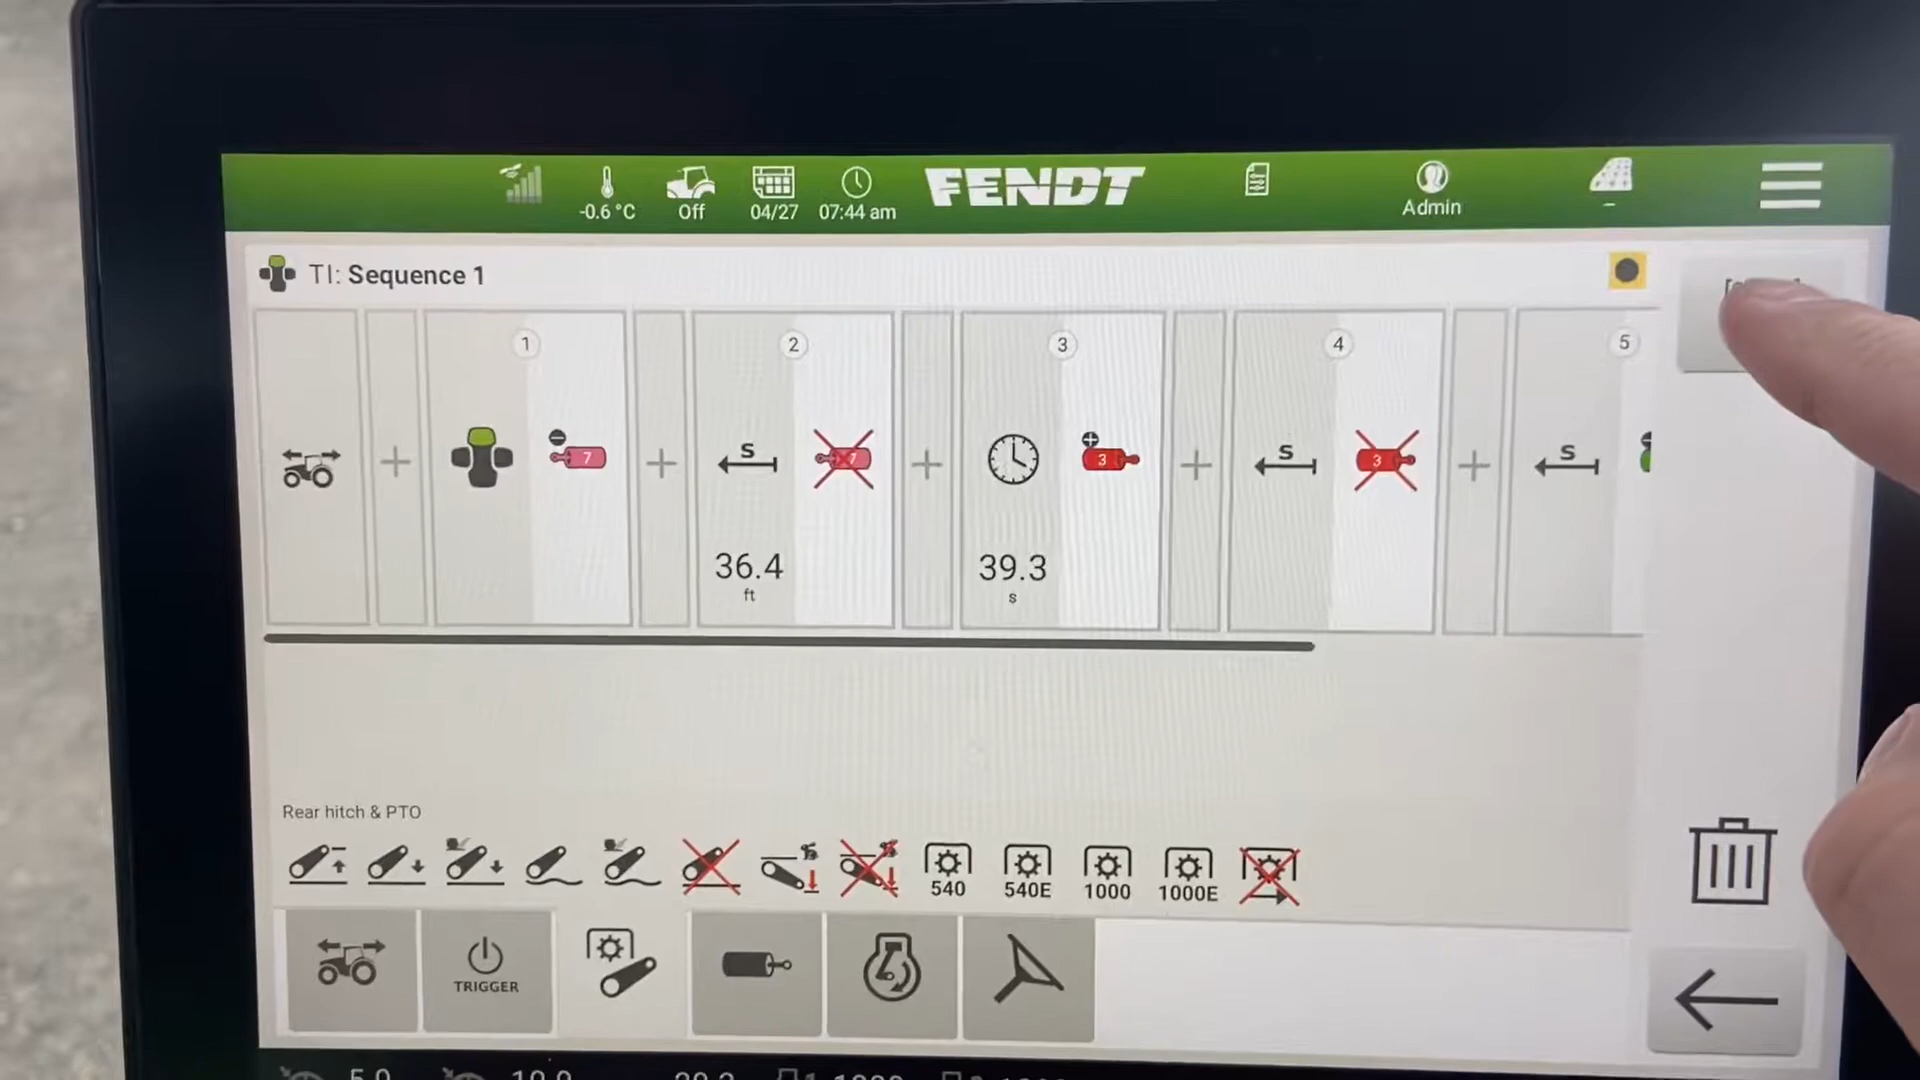 -0.6 °C
Off
04/27
07:44 am
FENDT
Admin
TI: Sequence 1
1
2
3
4
5
7
S
7
3
S
3
S
36.4
ft
39.3
s
Rear hitch & PTO
540
540E
1000
1000E
TRIGGER